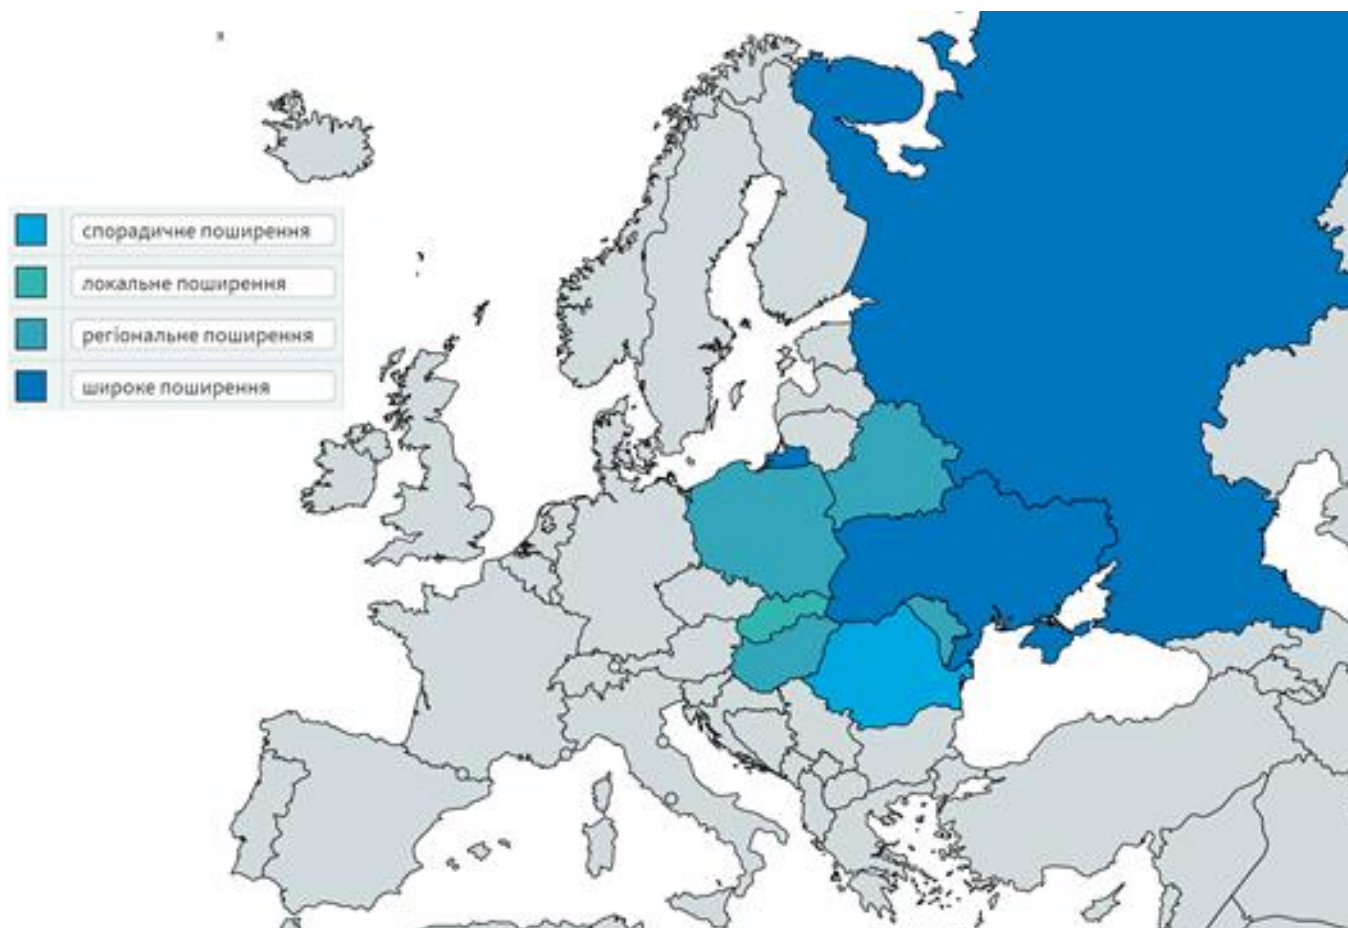 спорадичне поширення
локальне поширення
регіональне поширення
широке поширення